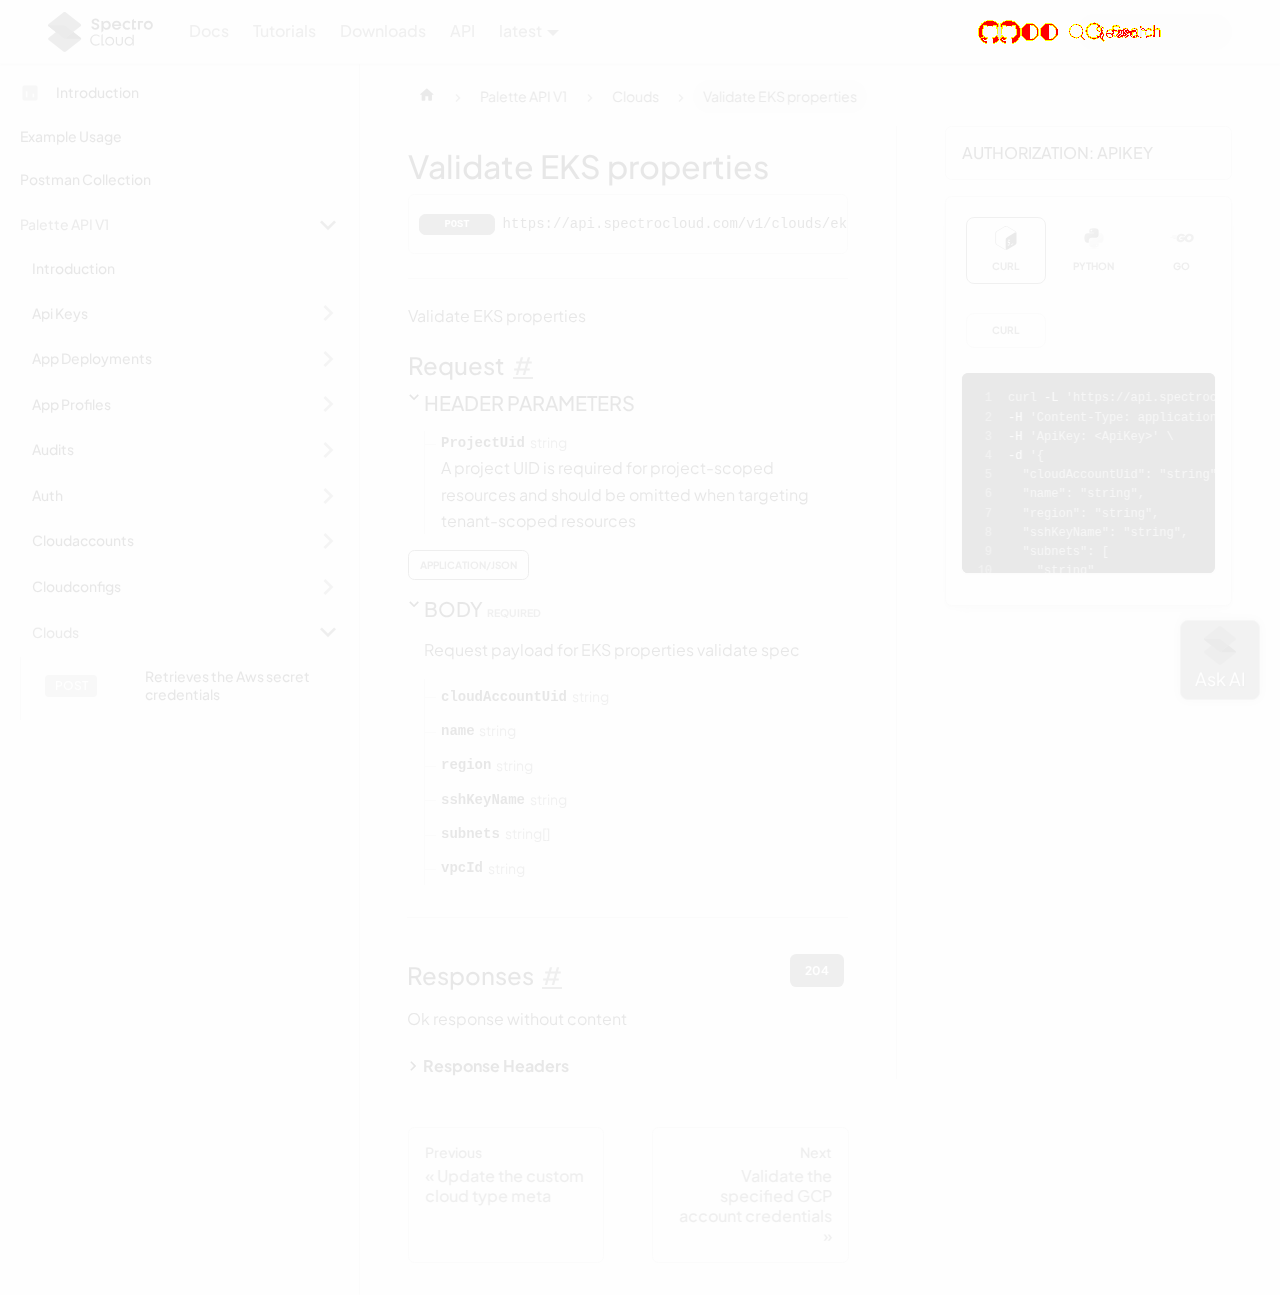 Spectro Cloud
Docs Tutorials Downloads API latest
Introduction
Example Usage
Postman Collection
Palette API V1
Introduction
Api Keys
App Deployments
App Profiles
Audits
Auth
Cloudaccounts
Cloudconfigs
Clouds
POST Retrieves the Aws secret
credentials
Palette API V1 Clouds Validate EKS properties
Validate EKS properties
POST https://api.spectrocloud.com/v1/clouds/ek
Validate EKS properties
Request #
HEADER PARAMETERS
ProjectUid string
A project UID is required for project-scoped
resources and should be omitted when targeting
tenant-scoped resources
APPLICATION/JSON
BODY REQUIRED
Request payload for EKS properties validate spec
cloudAccountUid string
name string
region string
sshKeyName string
subnets string[]
vpcId string
Responses #
204
Ok response without content
Response Headers
Previous
« Update the custom
cloud type meta
Next
Validate the
specified GCP
account credentials
»
AUTHORIZATION: APIKEY
CURL PYTHON GO
CURL
1 curl -L 'https://api.spectroc
2 -H 'Content-Type: application
3 -H 'ApiKey: <ApiKey>' \
4 -d '{
5 "cloudAccountUid": "string"
6 "name": "string",
7 "region": "string",
8 "sshKeyName": "string",
9 "subnets": [
10 "string"
Ask AI